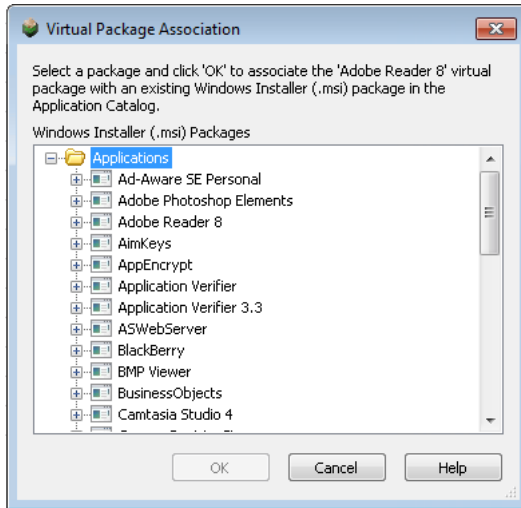 Virtual Package Association
Select a package and click 'OK' to associate the 'Adobe Reader 8' virtual
package with an existing Windows Installer (.msi) package in the
Application Catalog.
Windows Installer (.msi) Packages
Applications
Ad-Aware SE Personal
Adobe Photoshop Elements
Adobe Reader 8
AimKeys
AppEncrypt
Application Verifier
Application Verifier 3.3
ASWebServer
BlackBerry
BMP Viewer
BusinessObjects
Camtasia Studio 4
OK Cancel Help